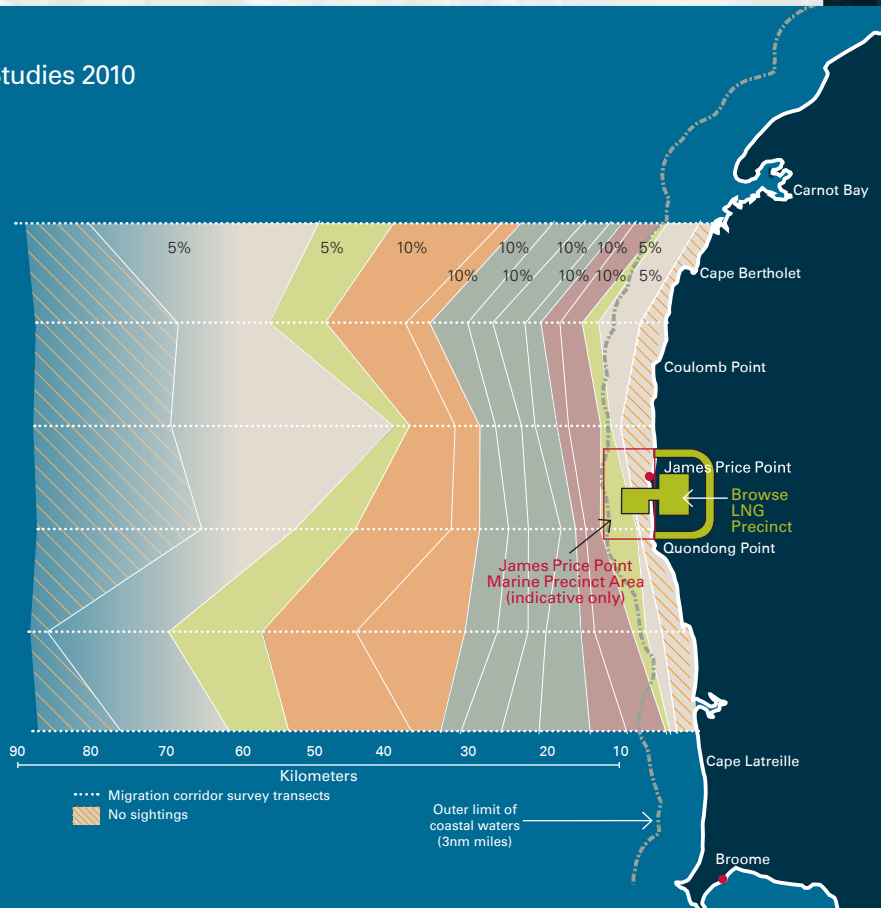 tudies 2010
Carnot Bay
5% 5% 10% 10% 10% 10% 5%
10% 10% 10% 10% 5%
Cape Bertholet
Coulomb Point
James Price Point
Browse
LNG
Precinct
Quondong Point
James Price Point
Marine Precinct Area
(indicative only)
90 80 70 60 50 40 30 20 10
Kilometers
Cape Latreille
Migration corridor survey transects
No sightings
Outer limit of
coastal waters
(3nm miles)
Broome